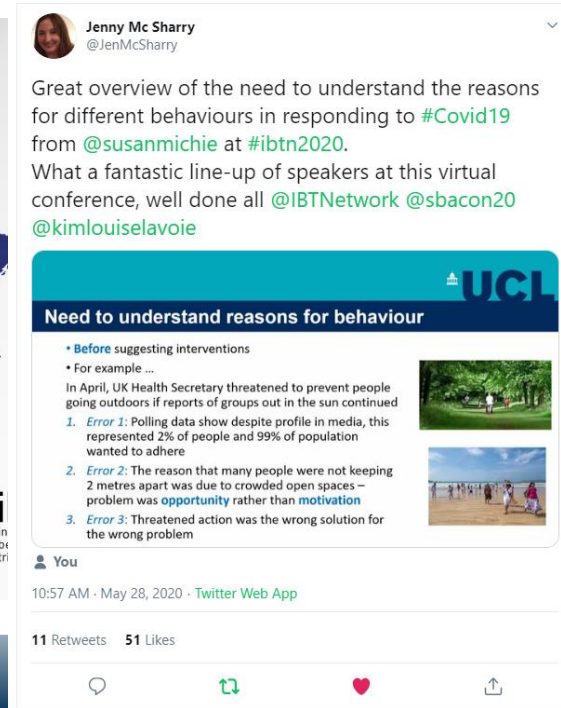 Jenny Mc Sharry
@JenMcSharry
Great overview of the need to understand the reasons
for different behaviours in responding to #Covid19
from @susanmichie at #ibtn2020.
What a fantastic line-up of speakers at this virtual
conference, well done all @IBTNetwork @sbacon20
@kimlouiselavoie
UCL
Need to understand reasons for behaviour
• Before suggesting interventions
• For example ...
In April, UK Health Secretary threatened to prevent people
going outdoors if reports of groups out in the sun continued
1. Error 1: Polling data show despite profile in media, this
represented 2% of people and 99% of population
wanted to adhere
2. Error 2: The reason that many people were not keeping
2 metres apart was due to crowded open spaces –
problem was opportunity rather than motivation
3. Error 3: Threatened action was the wrong solution for
the wrong problem
You
10:57 AM · May 28, 2020 · Twitter Web App
11 Retweets 51 Likes